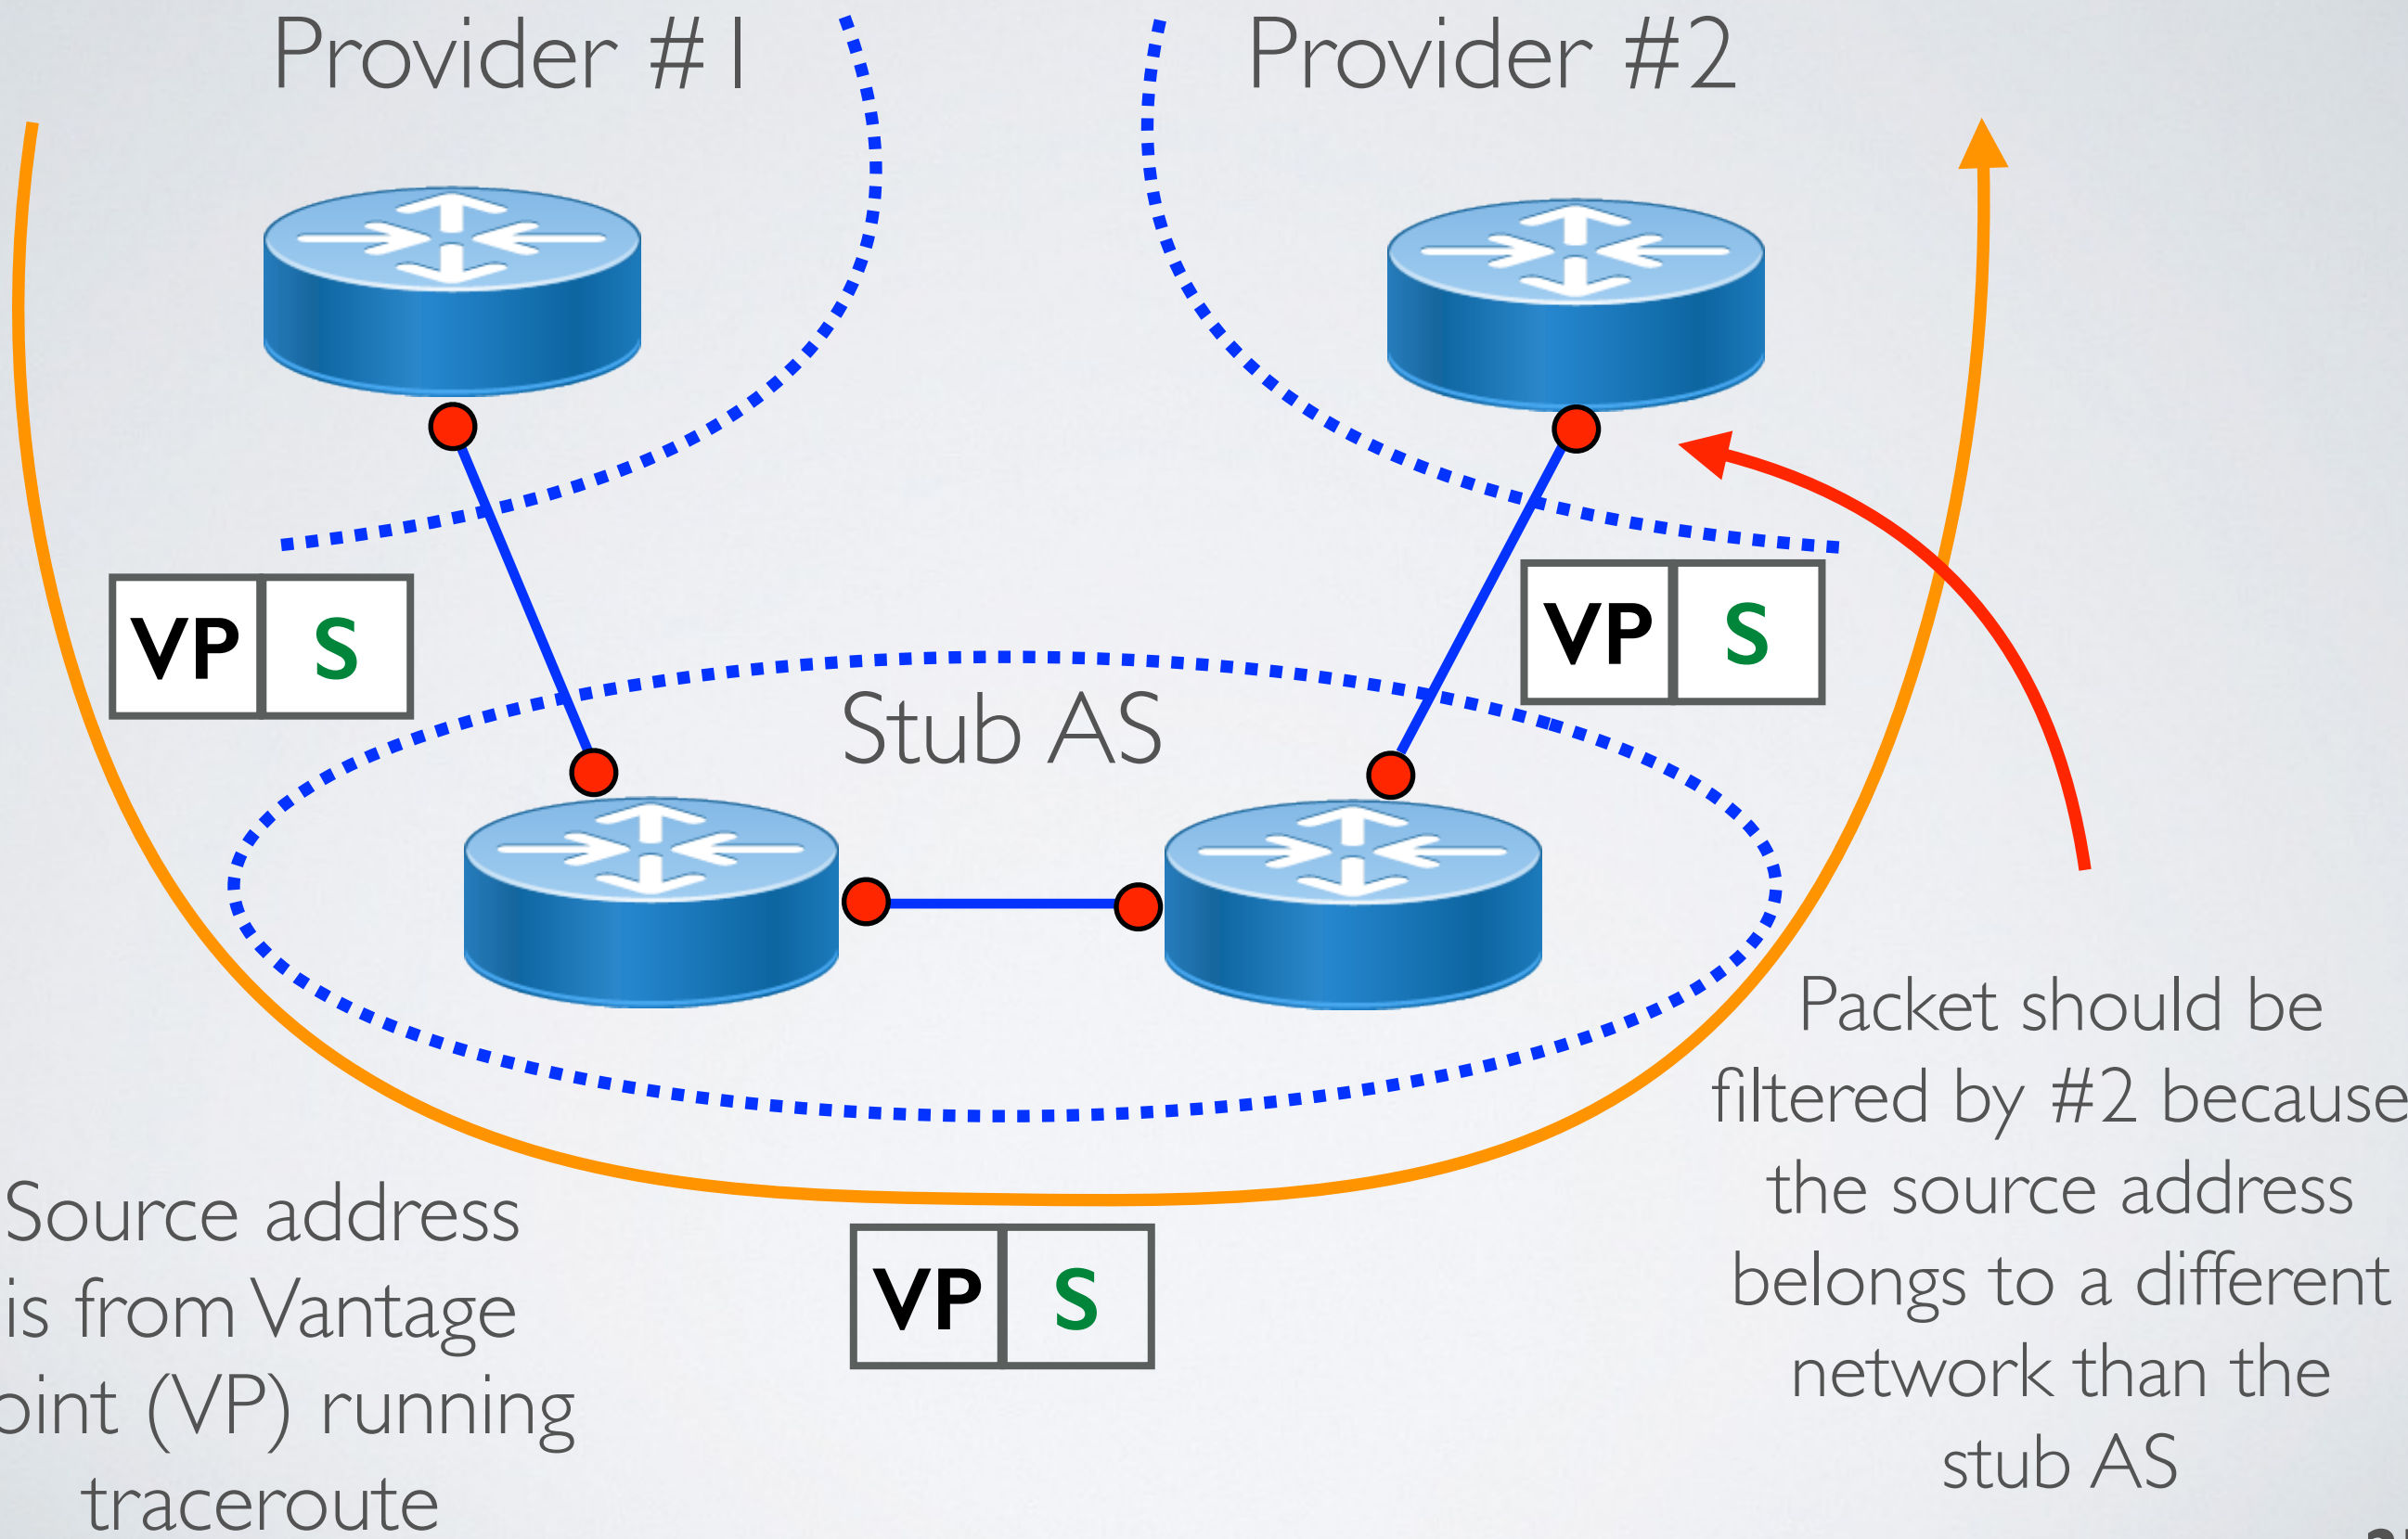 Provider #1
Provider #2
VP S
VP S
Stub AS
Packet should be
filtered by #2 because
the source address
belongs to a different
network than the
stub AS
Source address
is from Vantage
oint (VP) running
traceroute
VP S